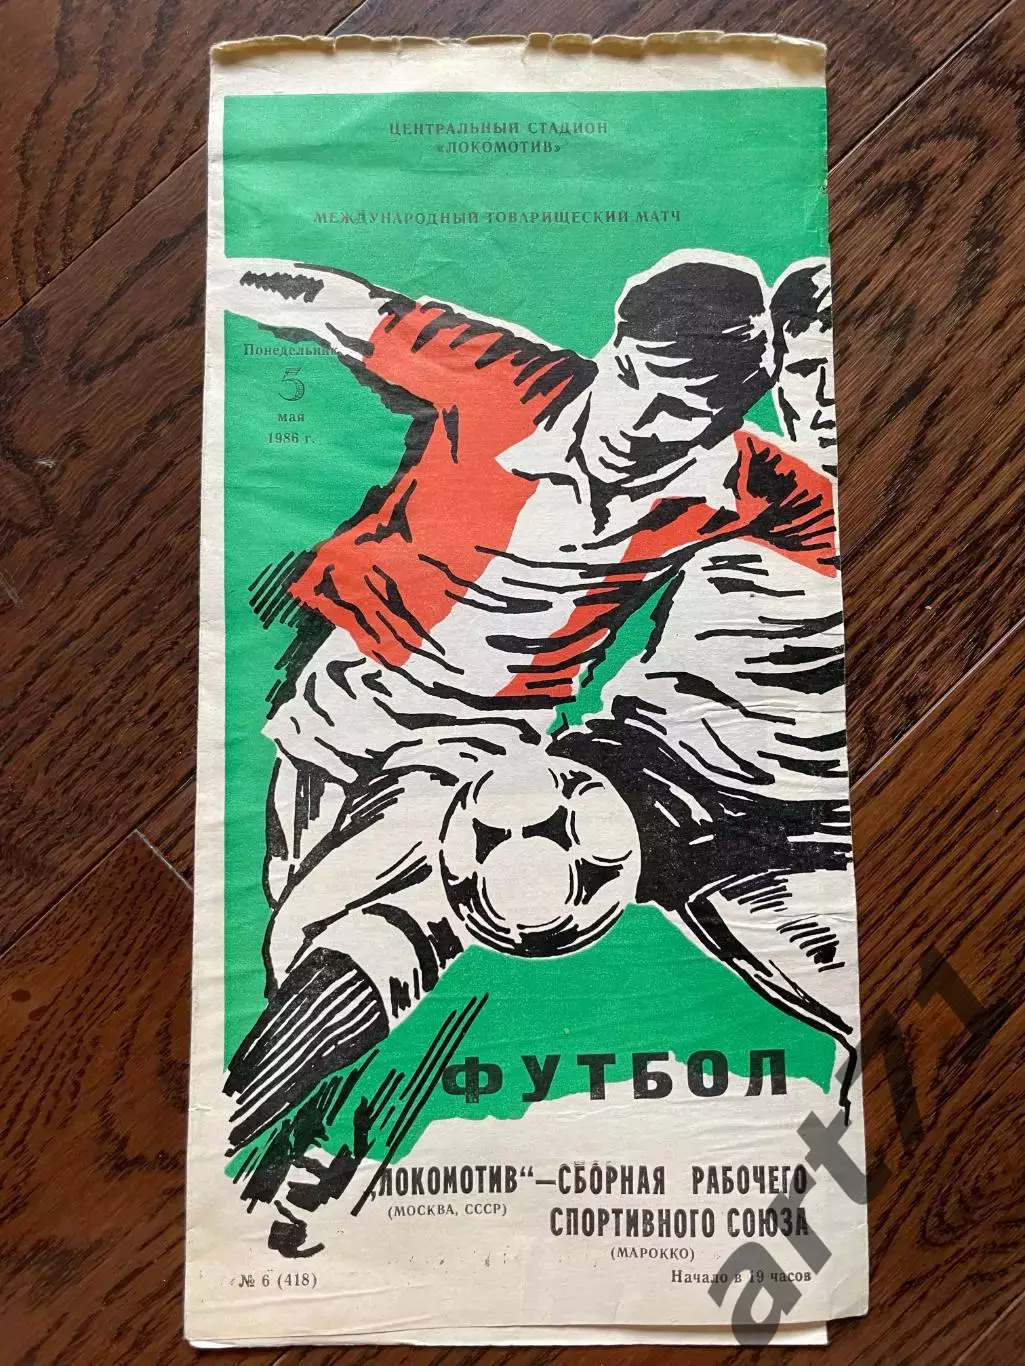 ЦЕНТРАЛЬНЫЙ СТАДИОН
«ЛОКОМОТИВ»
МЕЖДУНАРОДНЫЙ ТОВАРИЩЕСКИЙ МАТЧ
Понедельник
5
мая
1986 г.
ФУТБОЛ
„ЛОКОМОТИВ“—СБОРНАЯ РАБОЧЕГО
(МОСКВА, СССР) СПОРТИВНОГО СОЮЗА
(МАРОККО)
№ 6 (418) Начало в 19 часов
art71